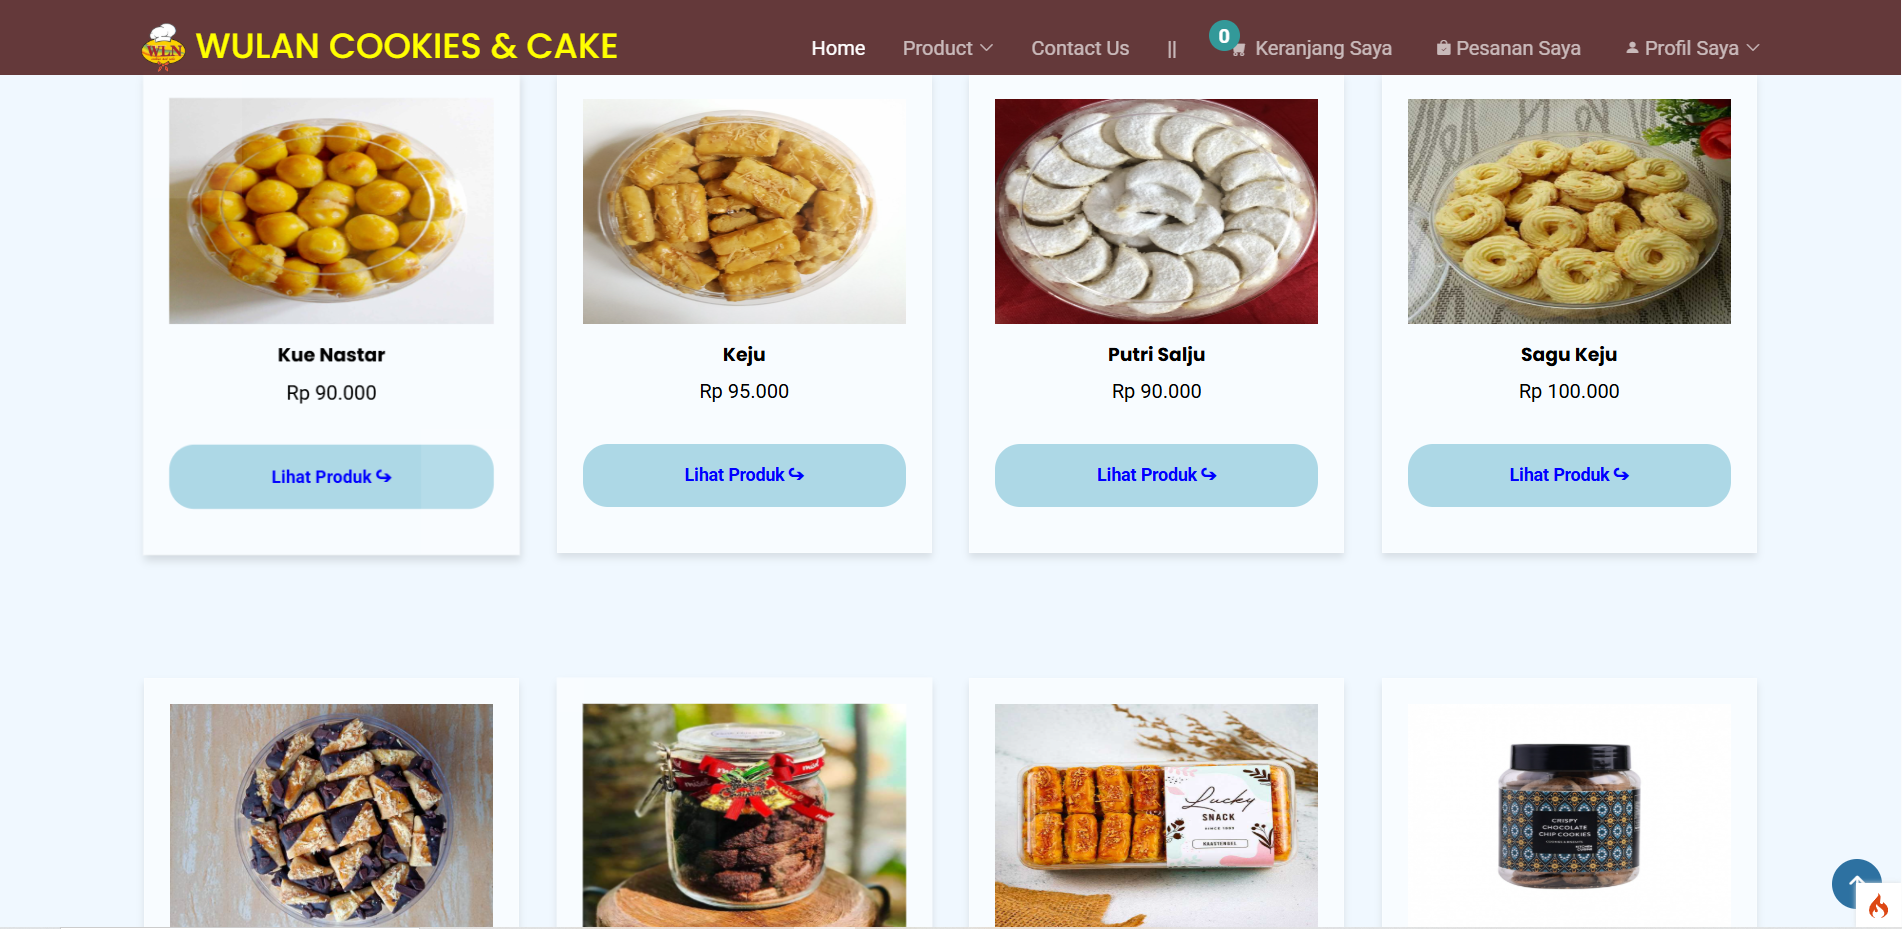 WLN
WULAN COOKIES & CAKE
Home
Product
Contact Us
||
0
Keranjang Saya
Pesanan Saya
Profil Saya
Kue Nastar
Rp 90.000
Lihat Produk ↪
Keju
Rp 95.000
Lihat Produk ↪
Putri Salju
Rp 90.000
Lihat Produk ↪
Sagu Keju
Rp 100.000
Lihat Produk ↪
Lucky
SNACK
SINCE 1990
KAASTENGEL
CRISPY
CHOCOLATE
CHIP COOKIES